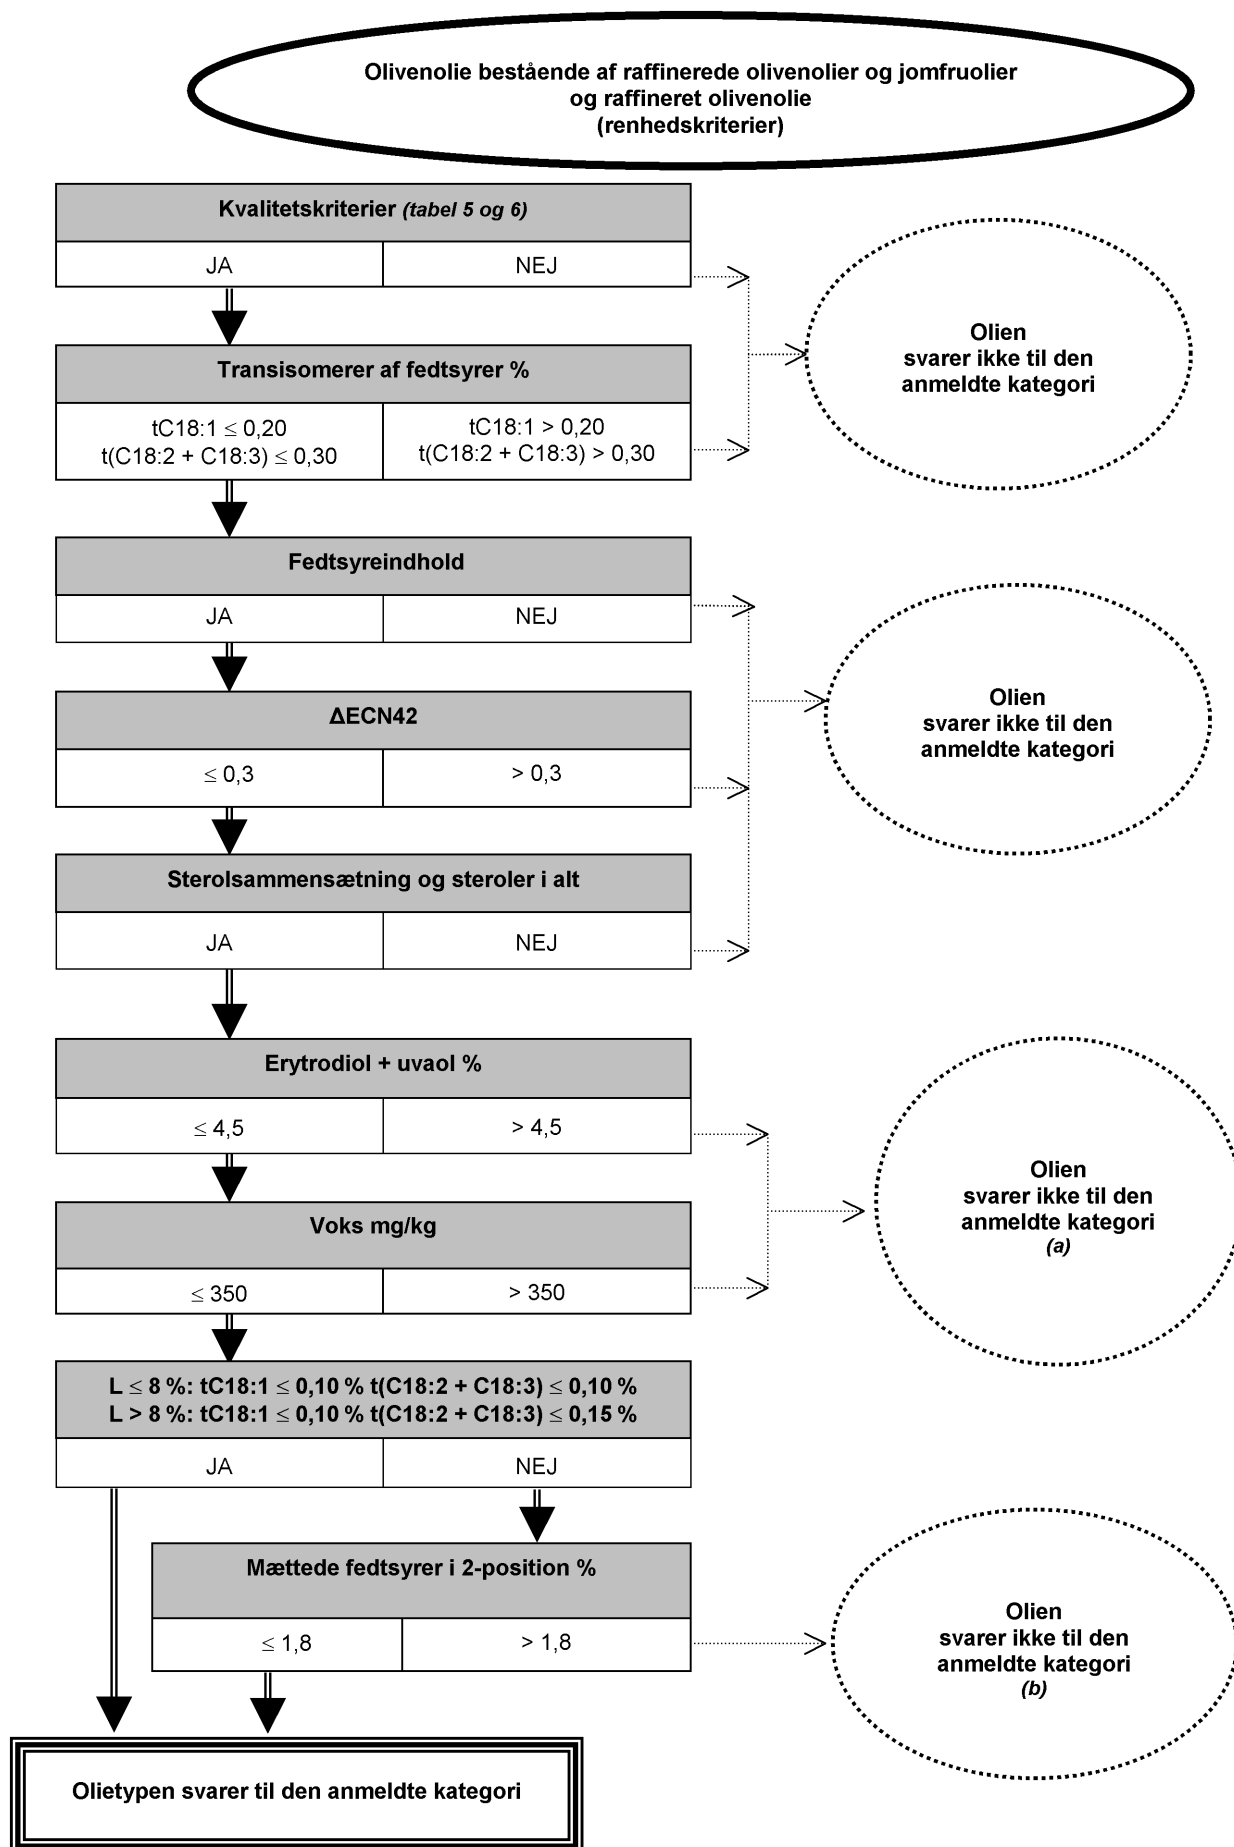 Olivenolie bestående af raffinerede olivenolier og jomfruolier
og raffineret olivenolie
(renhedskriterier)
Kvalitetskriterier (tabel 5 og 6)
JA NEJ
Olien
svarer ikke til den
anmeldte kategori
Transisomerer af fedtsyrer %
tC18:1 ≤ 0,20 tC18:1 > 0,20
t(C18:2 + C18:3) ≤ 0,30 t(C18:2 + C18:3) > 0,30
Fedtsyreindhold
JA NEJ
Olien
svarer ikke til den
anmeldte kategori
ΔECN42
≤ 0,3 > 0,3
Sterolsammensætning og steroler i alt
JA NEJ
Erytrodiol + uvaol %
≤ 4,5 > 4,5
Olien
svarer ikke til den
anmeldte kategori
(a)
Voks mg/kg
≤ 350 > 350
L ≤ 8 %: tC18:1 ≤ 0,10 % t(C18:2 + C18:3) ≤ 0,10 %
L > 8 %: tC18:1 ≤ 0,10 % t(C18:2 + C18:3) ≤ 0,15 %
JA NEJ
Mættede fedtsyrer i 2-position %
≤ 1,8 > 1,8
Olien
svarer ikke til den
anmeldte kategori
(b)
Olietypen svarer til den anmeldte kategori